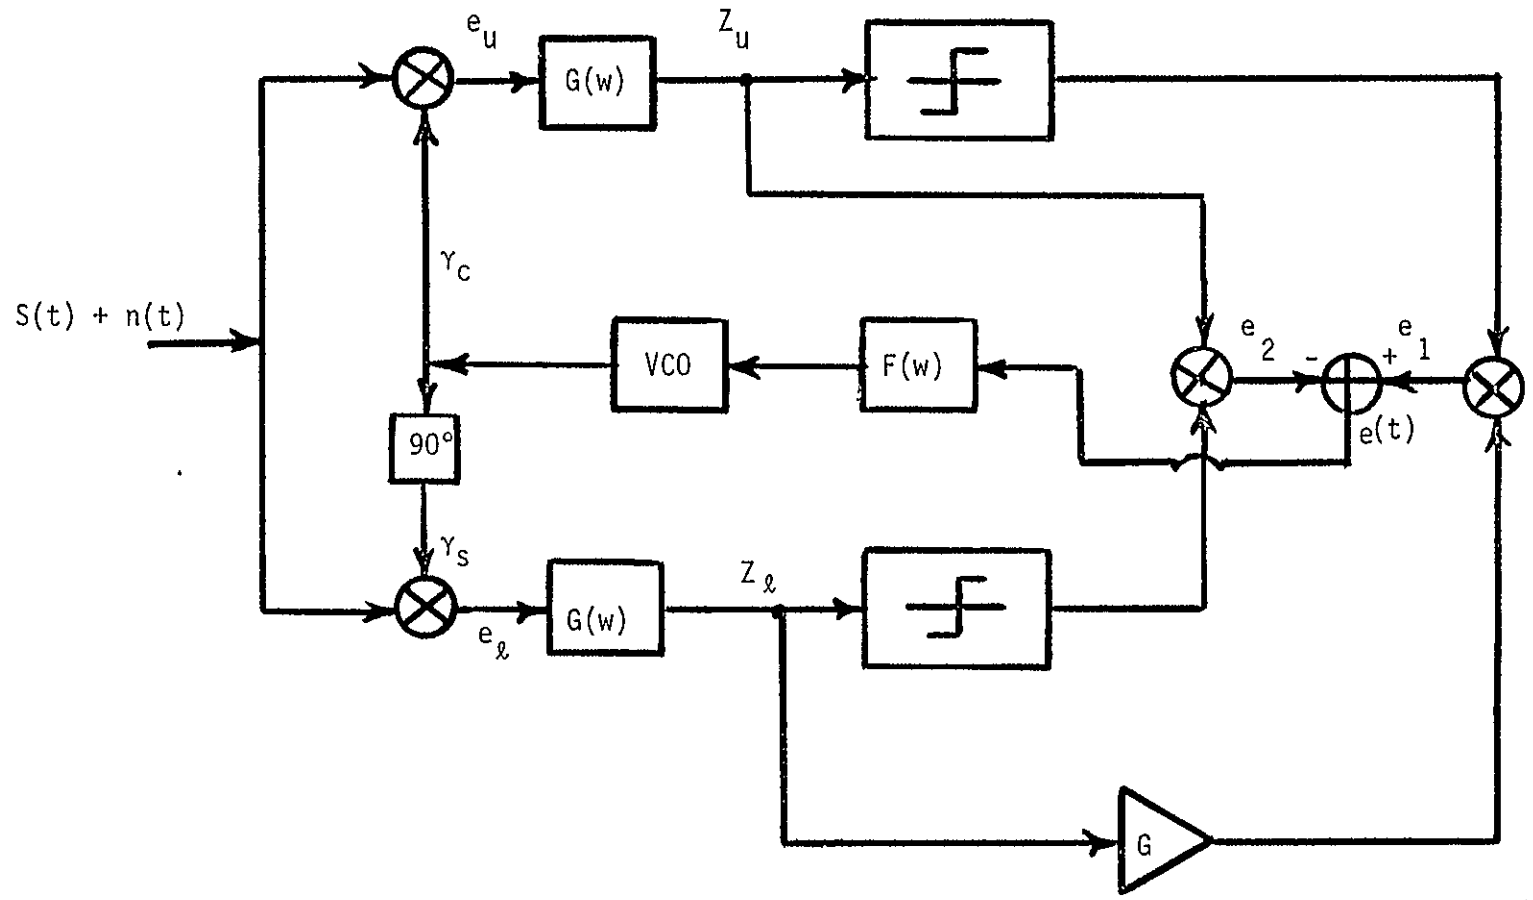 e_u
Z_u
G(w)
γ_c
S(t) + n(t)
VCO
F(w)
e_2
-
+
e_1
e(t)
90°
γ_s
e_ℓ
G(w)
Z_ℓ
G